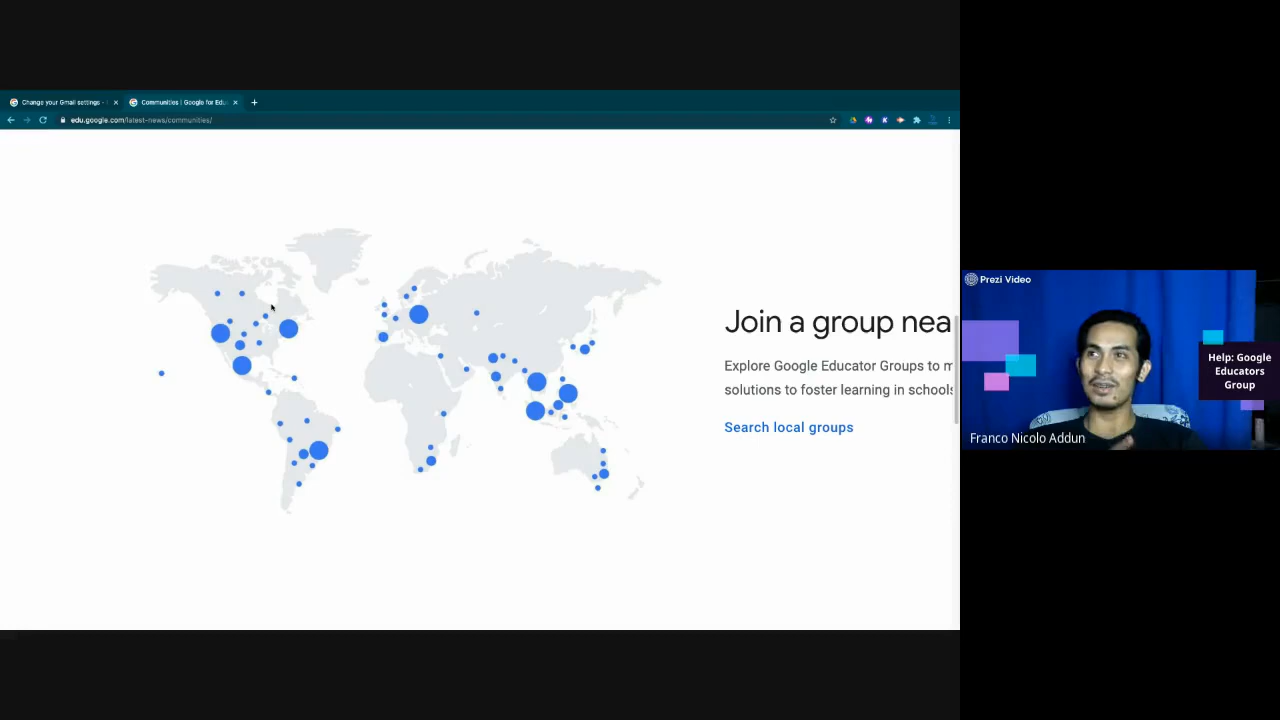 Change your Gmail settings -
Communities | Google for Edu
edu.google.com/latest-news/communities/
Join a group nea
Explore Google Educator Groups to m
solutions to foster learning in schools
Search local groups
Prezi Video
Help: Google
Educators
Group
Franco Nicolo Addun